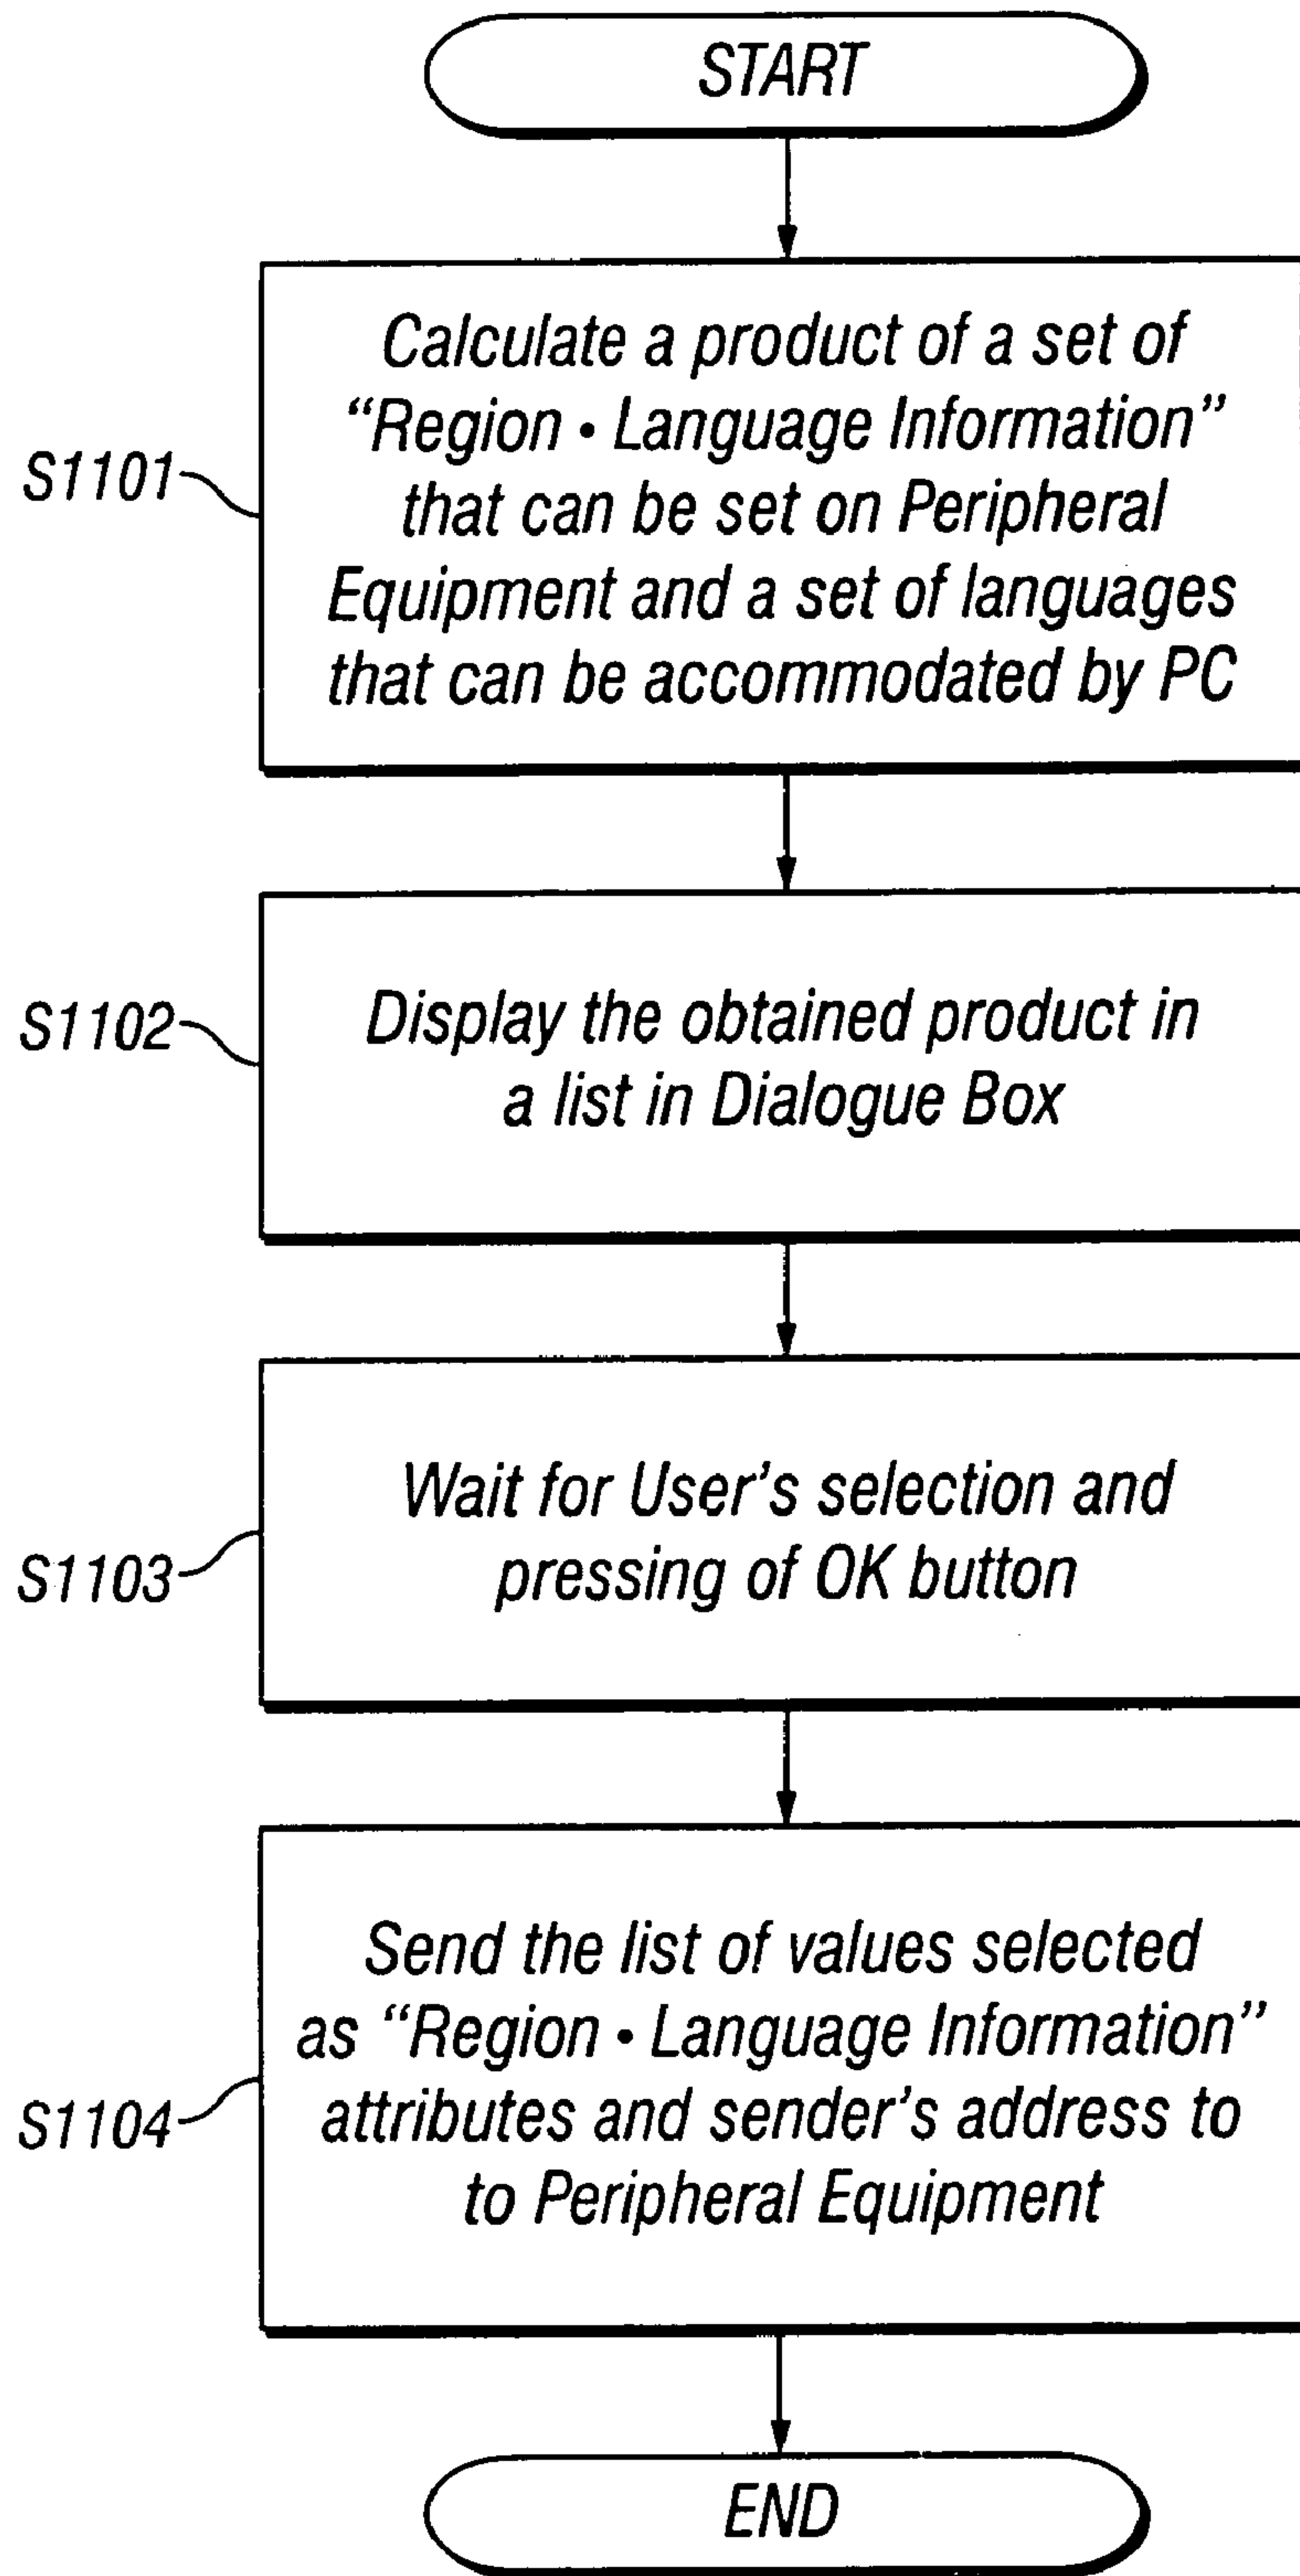 START
S1101
Calculate a product of a set of
“Region • Language Information”
that can be set on Peripheral
Equipment and a set of languages
that can be accommodated by PC
S1102
Display the obtained product in
a list in Dialogue Box
S1103
Wait for User’s selection and
pressing of OK button
S1104
Send the list of values selected
as “Region • Language Information”
attributes and sender’s address to
to Peripheral Equipment
END